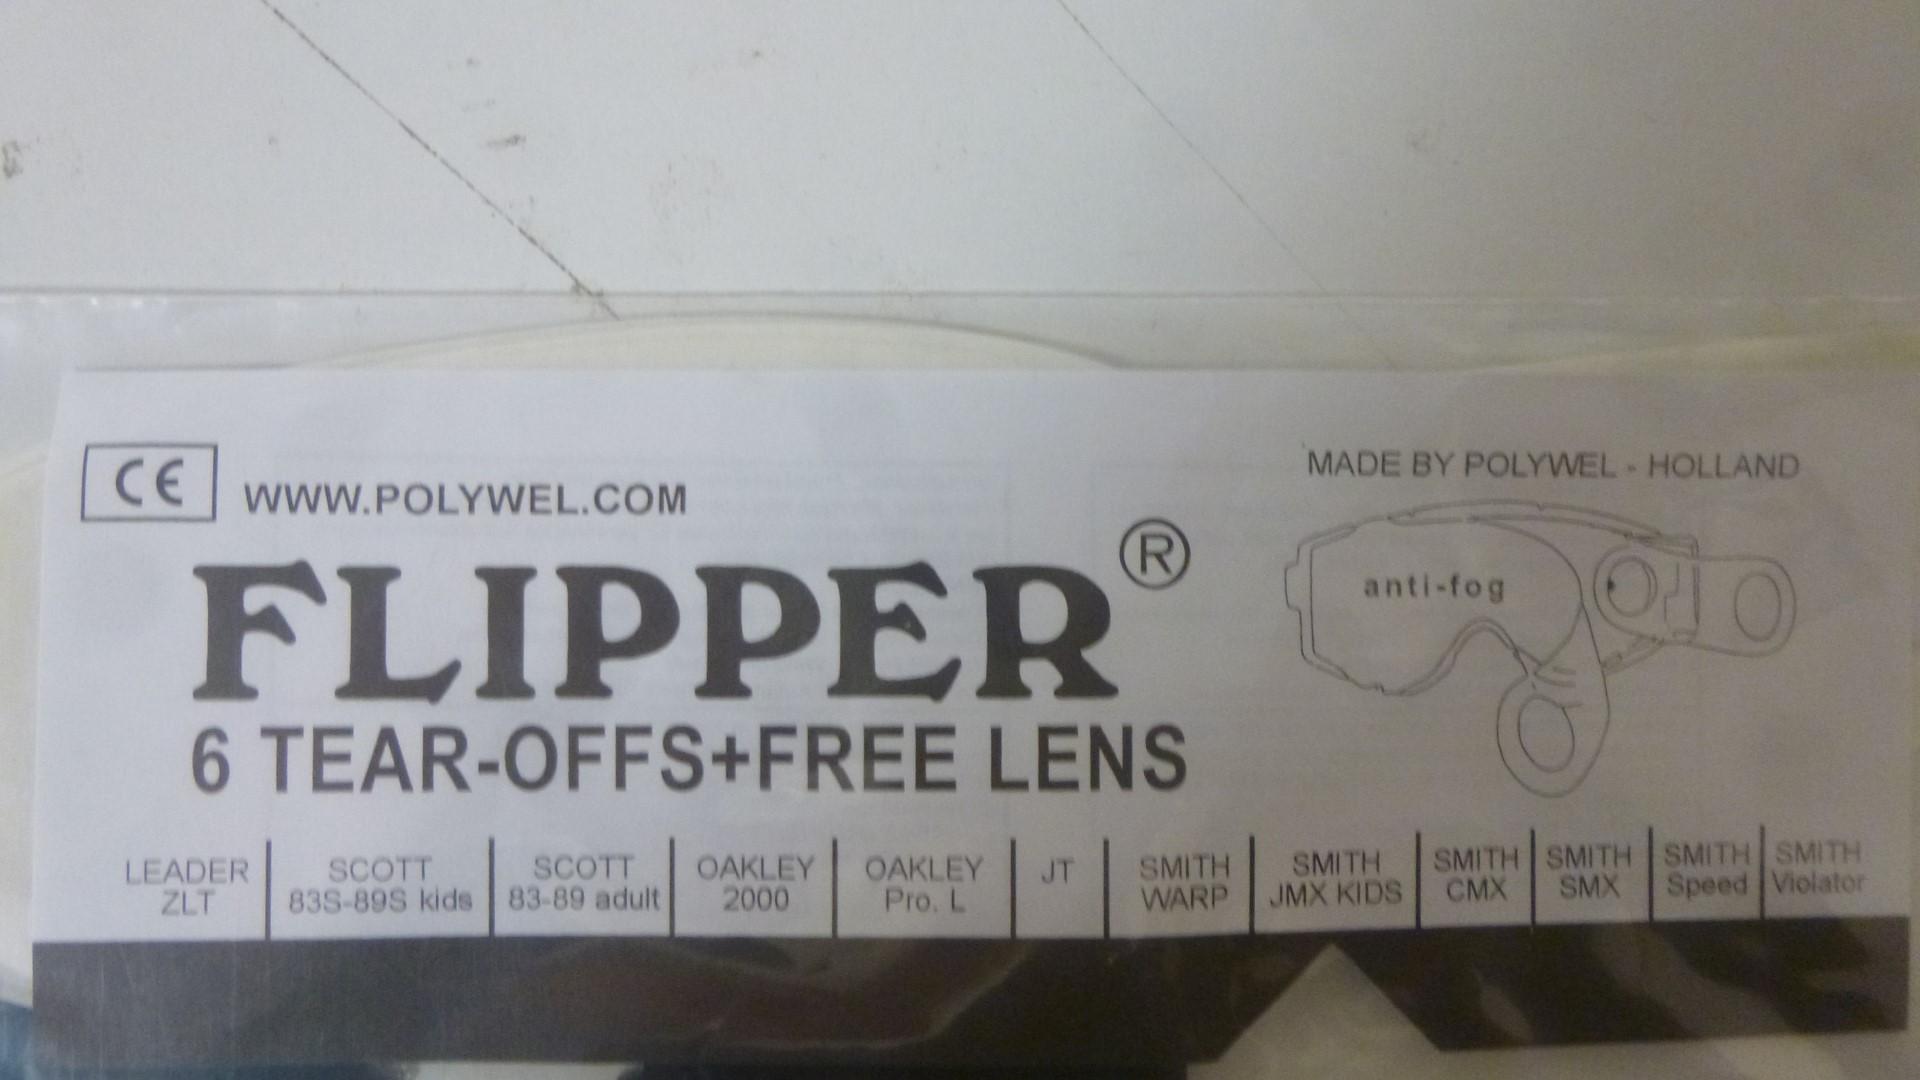 CE
WWW.POLYWEL.COM
MADE BY POLYWEL - HOLLAND
FLIPPER®
anti-fog
6 TEAR-OFFS+FREE LENS
LEADER
ZLT
SCOTT
83S-89S kids
SCOTT
83-89 adult
OAKLEY
2000
OAKLEY
Pro. L
JT
SMITH
WARP
SMITH
JMX KIDS
SMITH
CMX
SMITH
SMX
SMITH
Speed
SMITH
Violator